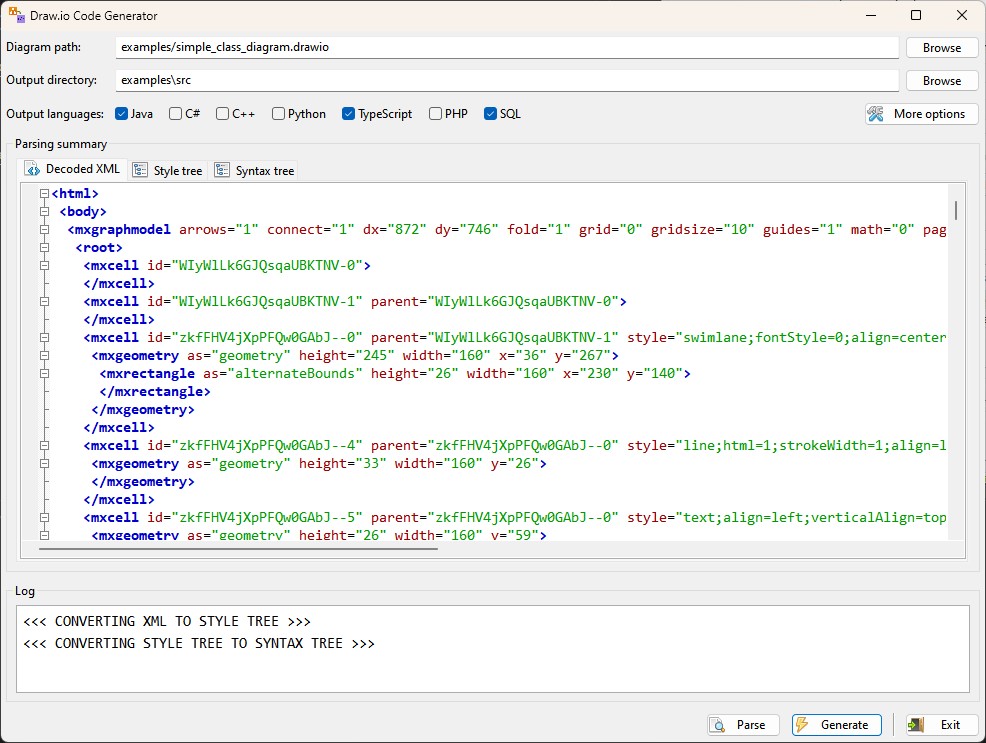 Draw.io Code Generator
Diagram path: examples/simple_class_diagram.drawio Browse
Output directory: examples\src Browse
Output languages: Java C# C++ Python TypeScript PHP SQL More options
Parsing summary
Decoded XML Style tree Syntax tree
<html>
<body>
<mxgraphmodel arrows="1" connect="1" dx="872" dy="746" fold="1" grid="0" gridsize="10" guides="1" math="0" pag
<root>
<mxcell id="WIyWlLk6GJQsqaUBKTNV-0">
</mxcell>
<mxcell id="WIyWlLk6GJQsqaUBKTNV-1" parent="WIyWlLk6GJQsqaUBKTNV-0">
</mxcell>
<mxcell id="zkfFHV4jXpPFQw0GAbJ--0" parent="WIyWlLk6GJQsqaUBKTNV-1" style="swimlane;fontStyle=0;align=center
<mxgeometry as="geometry" height="245" width="160" x="36" y="267">
<mxrectangle as="alternateBounds" height="26" width="160" x="230" y="140">
</mxrectangle>
</mxgeometry>
</mxcell>
<mxcell id="zkfFHV4jXpPFQw0GAbJ--4" parent="zkfFHV4jXpPFQw0GAbJ--0" style="line;html=1;strokeWidth=1;align=l
<mxgeometry as="geometry" height="33" width="160" y="26">
</mxgeometry>
</mxcell>
<mxcell id="zkfFHV4jXpPFQw0GAbJ--5" parent="zkfFHV4jXpPFQw0GAbJ--0" style="text;align=left;verticalAlign=top
<mxgeometry as="geometry" height="26" width="160" y="59">
Log
<<< CONVERTING XML TO STYLE TREE >>>
<<< CONVERTING STYLE TREE TO SYNTAX TREE >>>
Parse Generate Exit